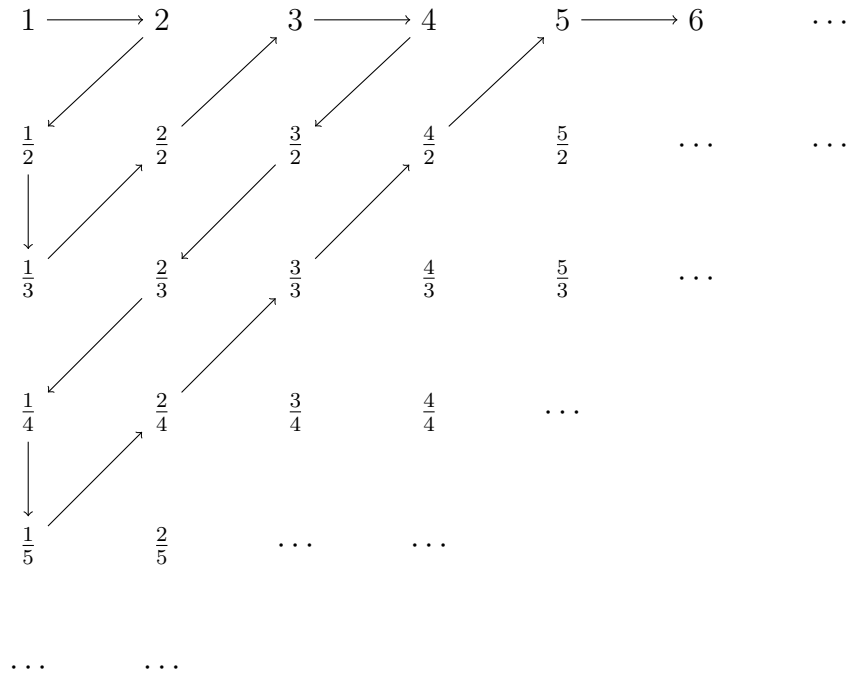 1 2 3 4 5 6 ...
1/2 2/2 3/2 4/2 5/2 ... ...
1/3 2/3 3/3 4/3 5/3 ...
1/4 2/4 3/4 4/4 ...
1/5 2/5 ... ...
... ...